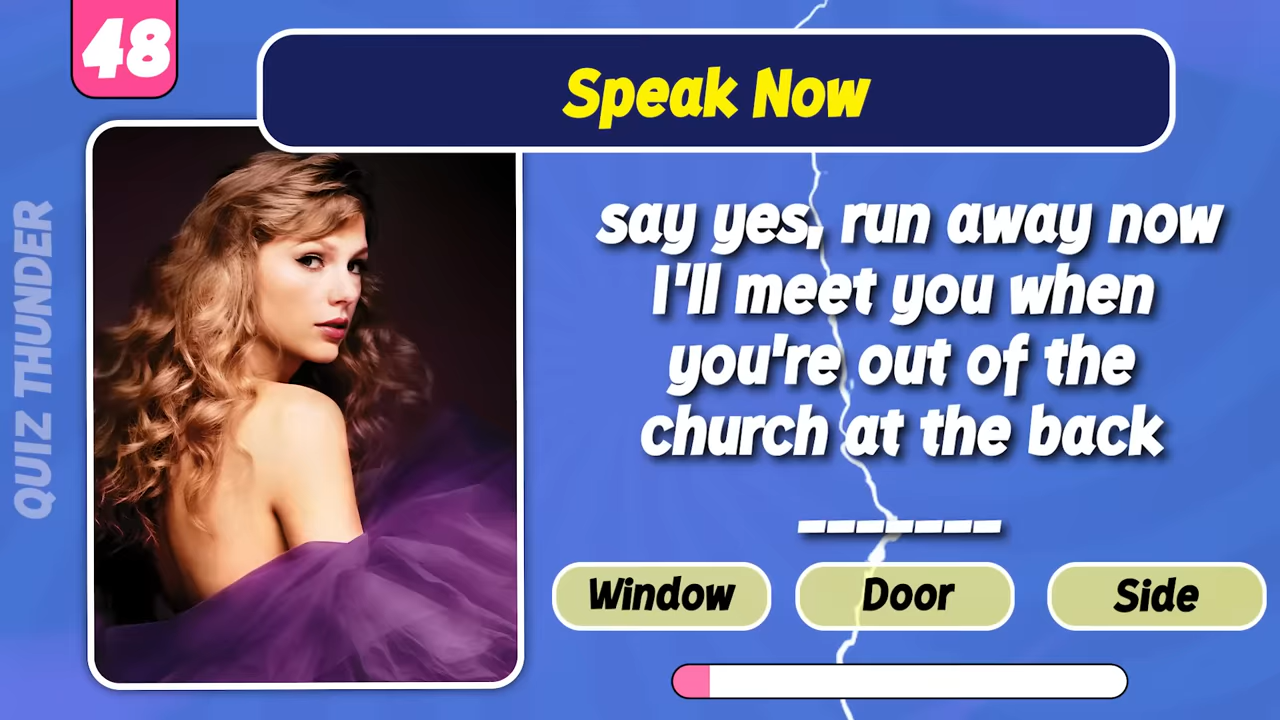 48
Speak Now
QUIZ THUNDER
say yes, run away now
I'll meet you when
you're out of the
church at the back
_______
Window
Door
Side